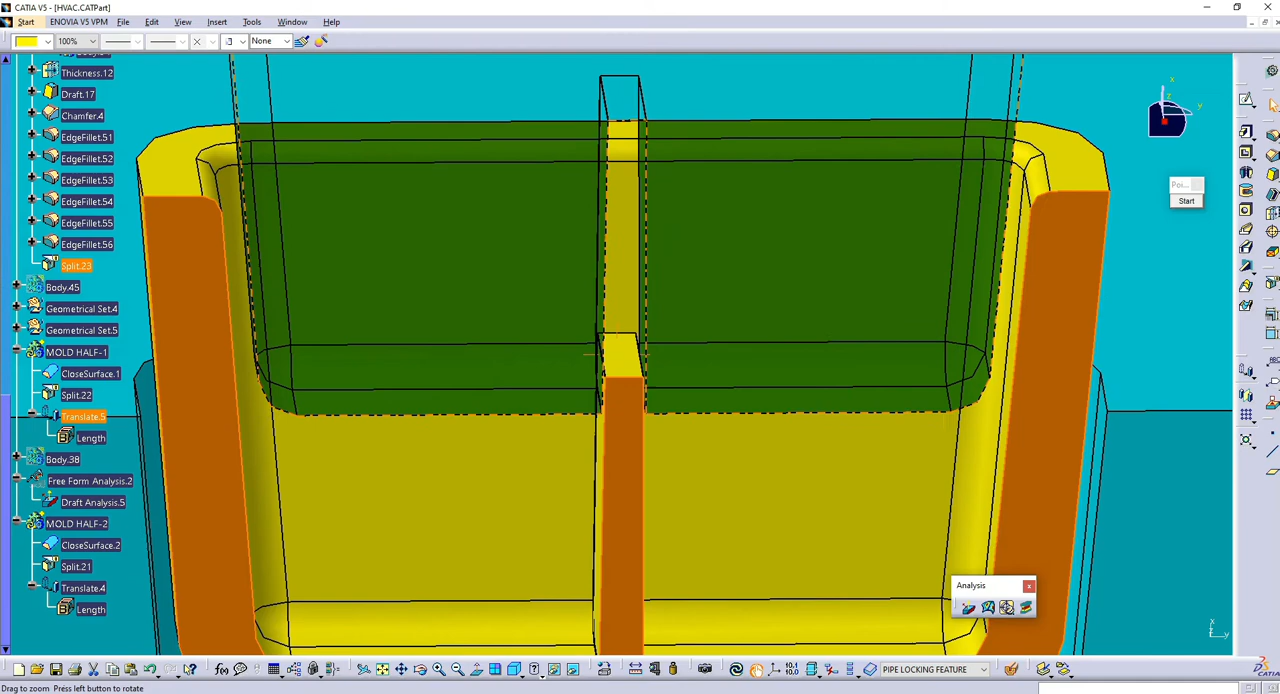 CATIA V5 - [HVAC.CATPart]
Start ENOVIA V5 VPM File Edit View Insert Tools Window Help
100% None
Thickness.12
Draft.17
Chamfer.4
EdgeFillet.51
EdgeFillet.52
EdgeFillet.53
EdgeFillet.54
EdgeFillet.55
EdgeFillet.56
Split.23
Body.45
Geometrical Set.4
Geometrical Set.5
MOLD HALF-1
CloseSurface.1
Split.22
Translate.5
Length
Body.38
Free Form Analysis.2
Draft Analysis.5
MOLD HALF-2
CloseSurface.2
Split.21
Translate.4
Length
x
y
z
Poi...
Start
Analysis
x
z y
f(x) 10.1 PIPE LOCKING FEATURE
CATIA
Drag to zoom Press left button to rotate